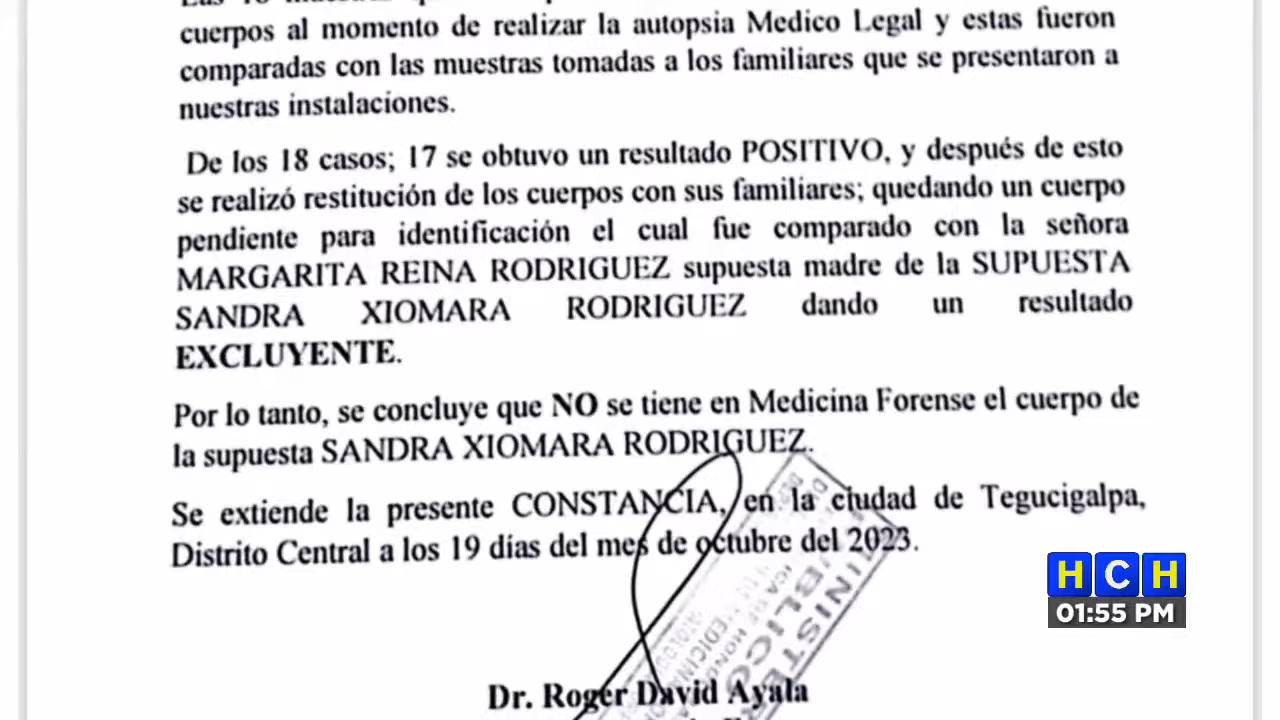 cuerpos al momento de realizar la autopsia Medico Legal y estas fueron
comparadas con las muestras tomadas a los familiares que se presentaron a
nuestras instalaciones.
De los 18 casos; 17 se obtuvo un resultado POSITIVO, y después de esto
se realizó restitución de los cuerpos con sus familiares; quedando un cuerpo
pendiente para identificación el cual fue comparado con la señora
MARGARITA REINA RODRIGUEZ supuesta madre de la SUPUESTA
SANDRA XIOMARA RODRIGUEZ dando un resultado
EXCLUYENTE.
Por lo tanto, se concluye que NO se tiene en Medicina Forense el cuerpo de
la supuesta SANDRA XIOMARA RODRIGUEZ.
Se extiende la presente CONSTANCIA, en la ciudad de Tegucigalpa,
Distrito Central a los 19 días del mes de octubre del 2023.
HCH
01:55 PM
Dr. Roger David Ayala